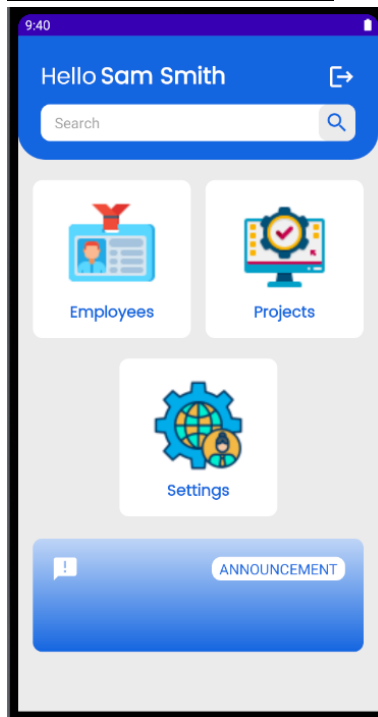 9:40
Hello Sam Smith
Search
Employees
Projects
Settings
!
ANNOUNCEMENT